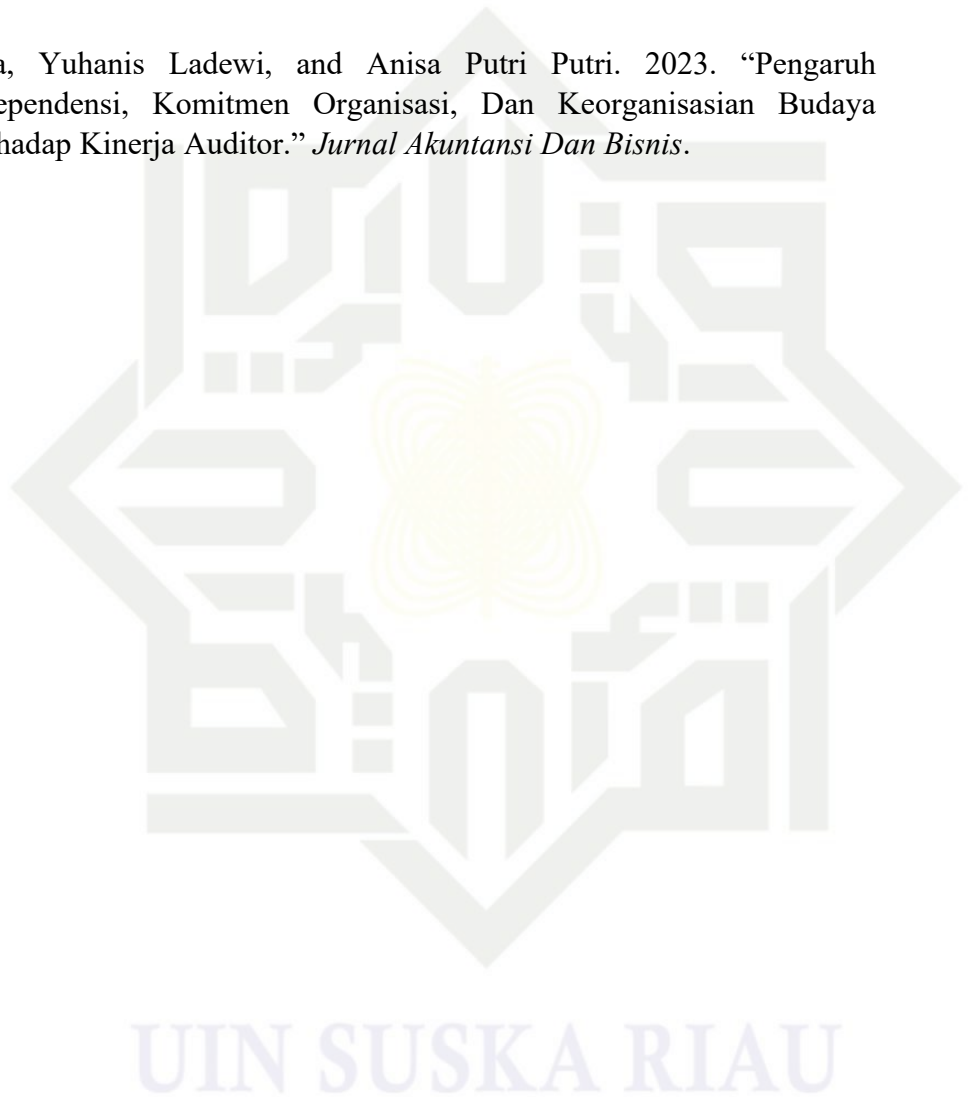 a, Yuhanis Ladewi, and Anisa Putri Putri. 2023. “Pengaruh
ependensi, Komitmen Organisasi, Dan Keorganisasian Budaya
hadap Kinerja Auditor.” Jurnal Akuntansi Dan Bisnis.
UIN SUSKA RIAU